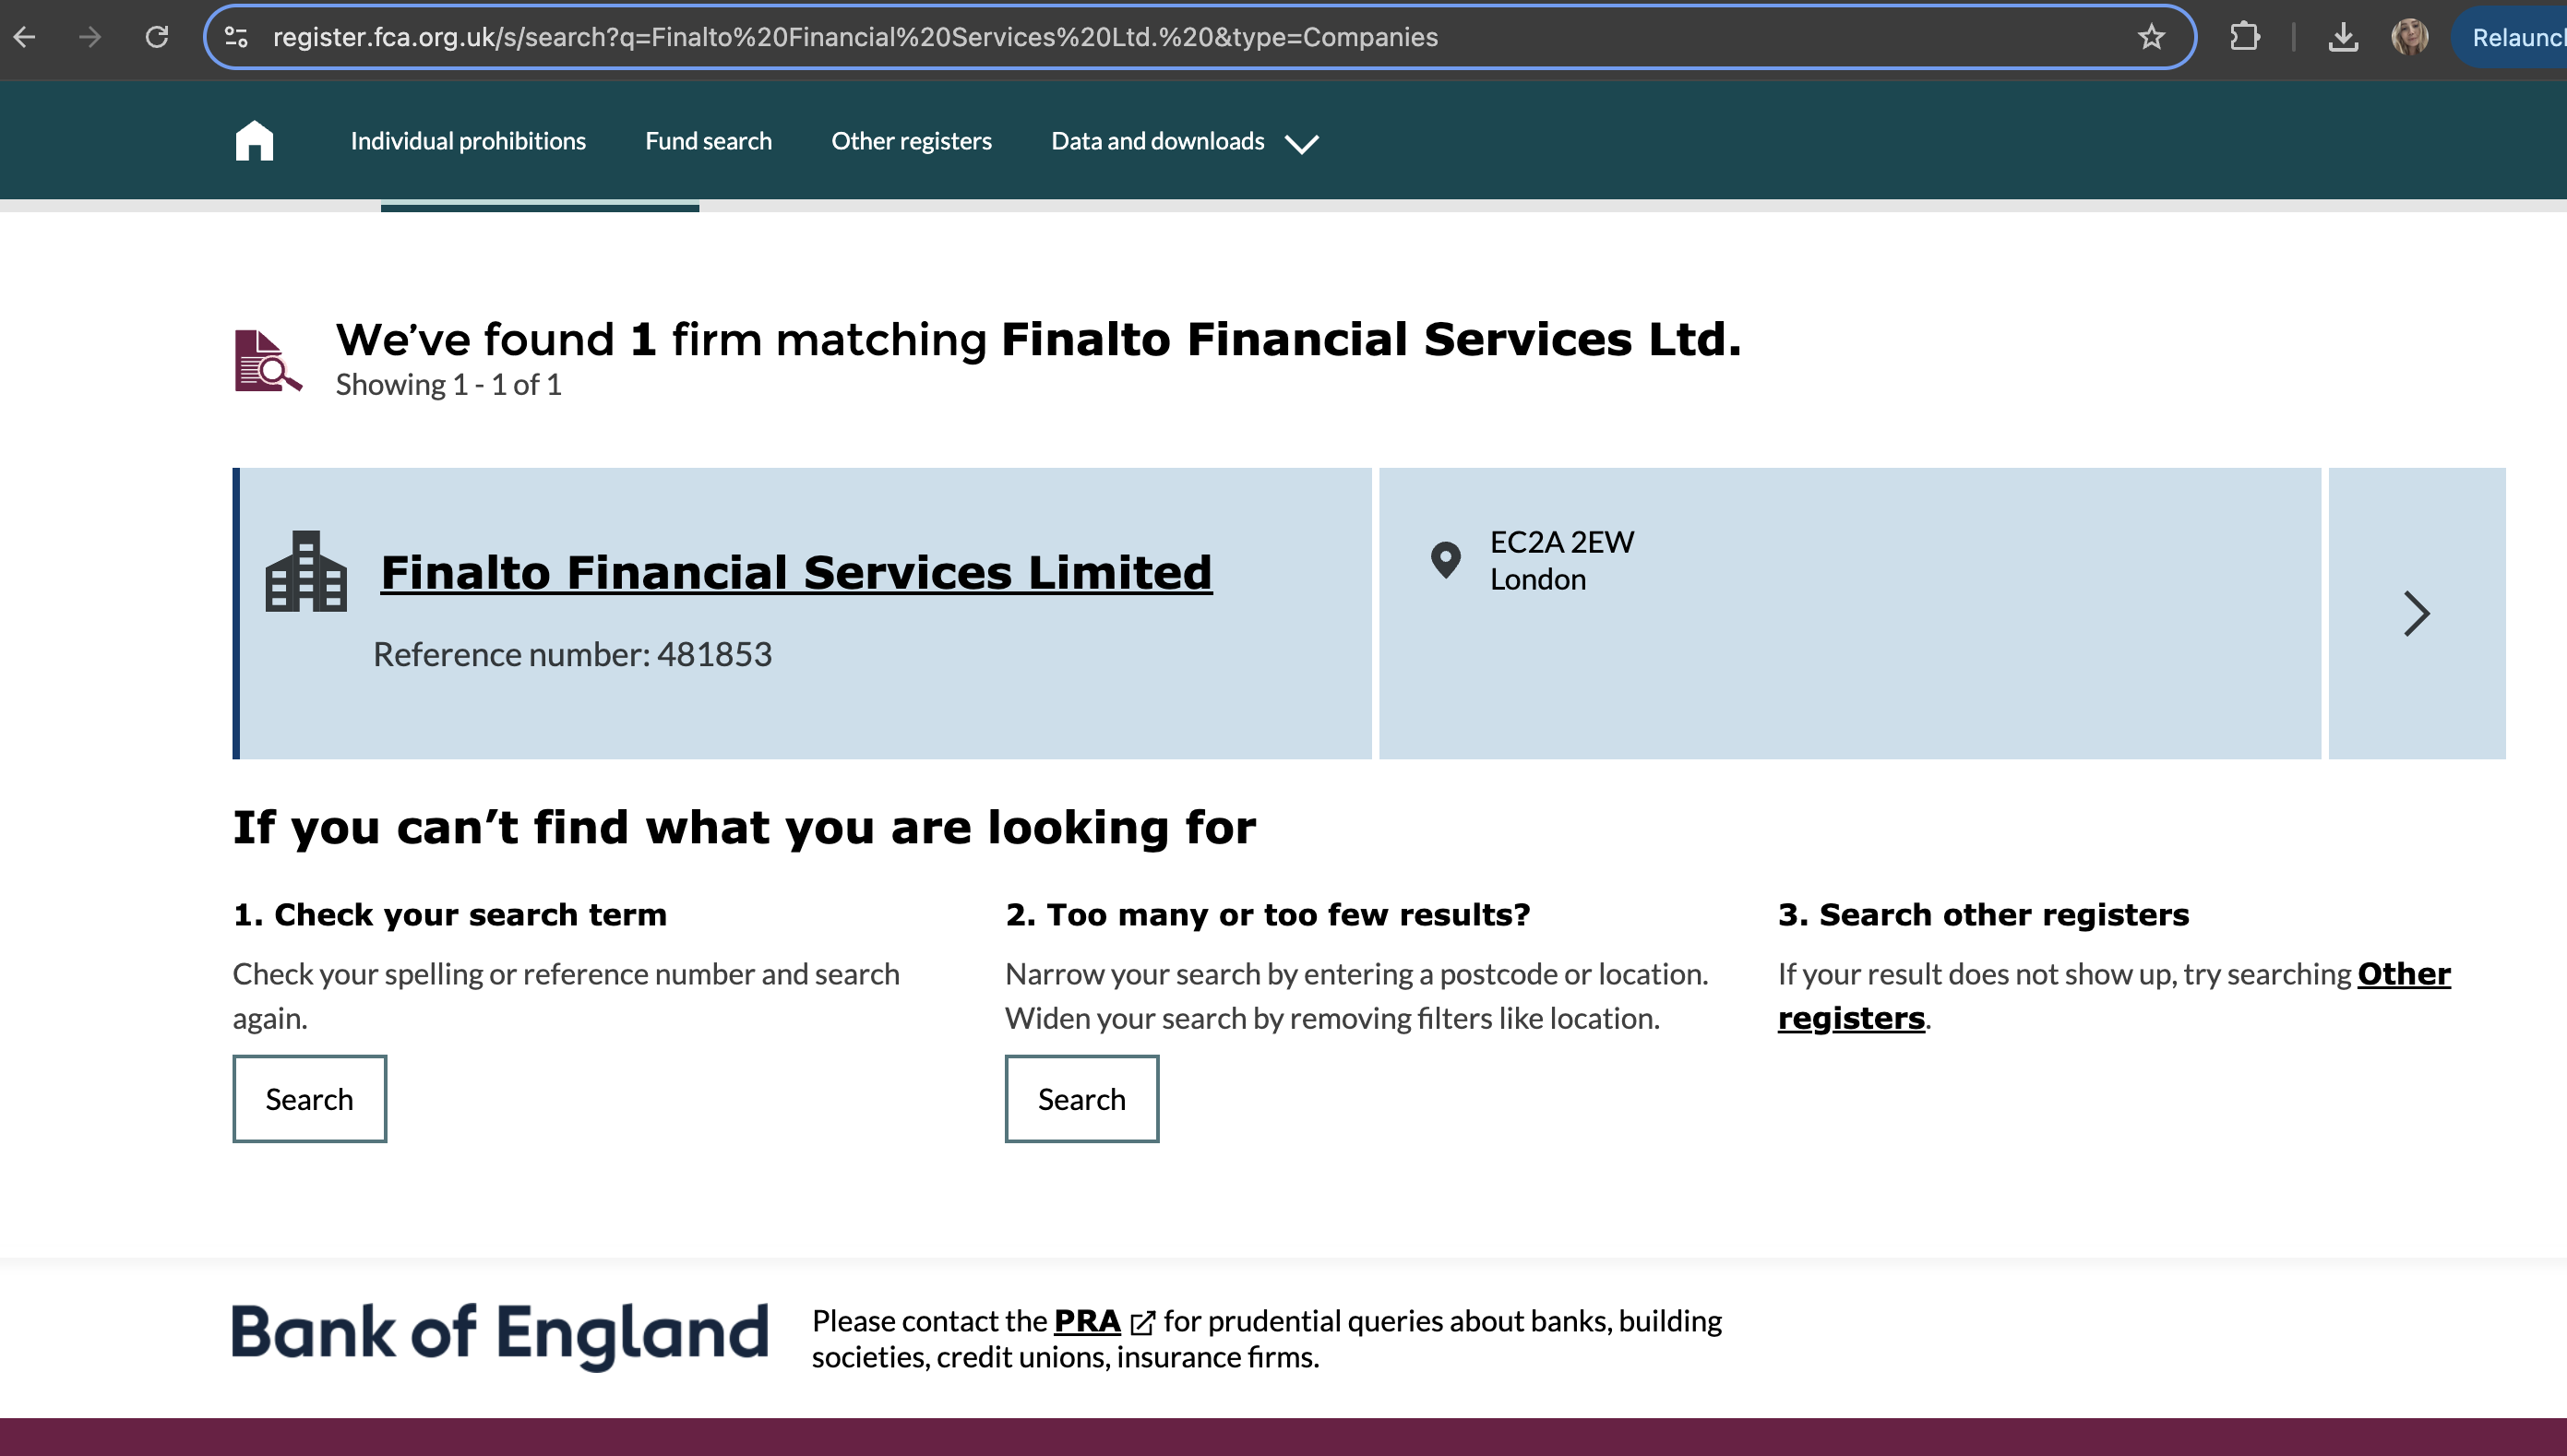 register.fca.org.uk/s/search?q=Finalto%20Financial%20Services%20Ltd.%20&type=Companies
Relaunch
Individual prohibitions
Fund search
Other registers
Data and downloads
We’ve found 1 firm matching Finalto Financial Services Ltd.
Showing 1 - 1 of 1
Finalto Financial Services Limited
Reference number: 481853
EC2A 2EW
London
If you can’t find what you are looking for
1. Check your search term
Check your spelling or reference number and search
again.
Search
2. Too many or too few results?
Narrow your search by entering a postcode or location.
Widen your search by removing filters like location.
Search
3. Search other registers
If your result does not show up, try searching Other
registers.
Bank of England
Please contact the PRA for prudential queries about banks, building
societies, credit unions, insurance firms.